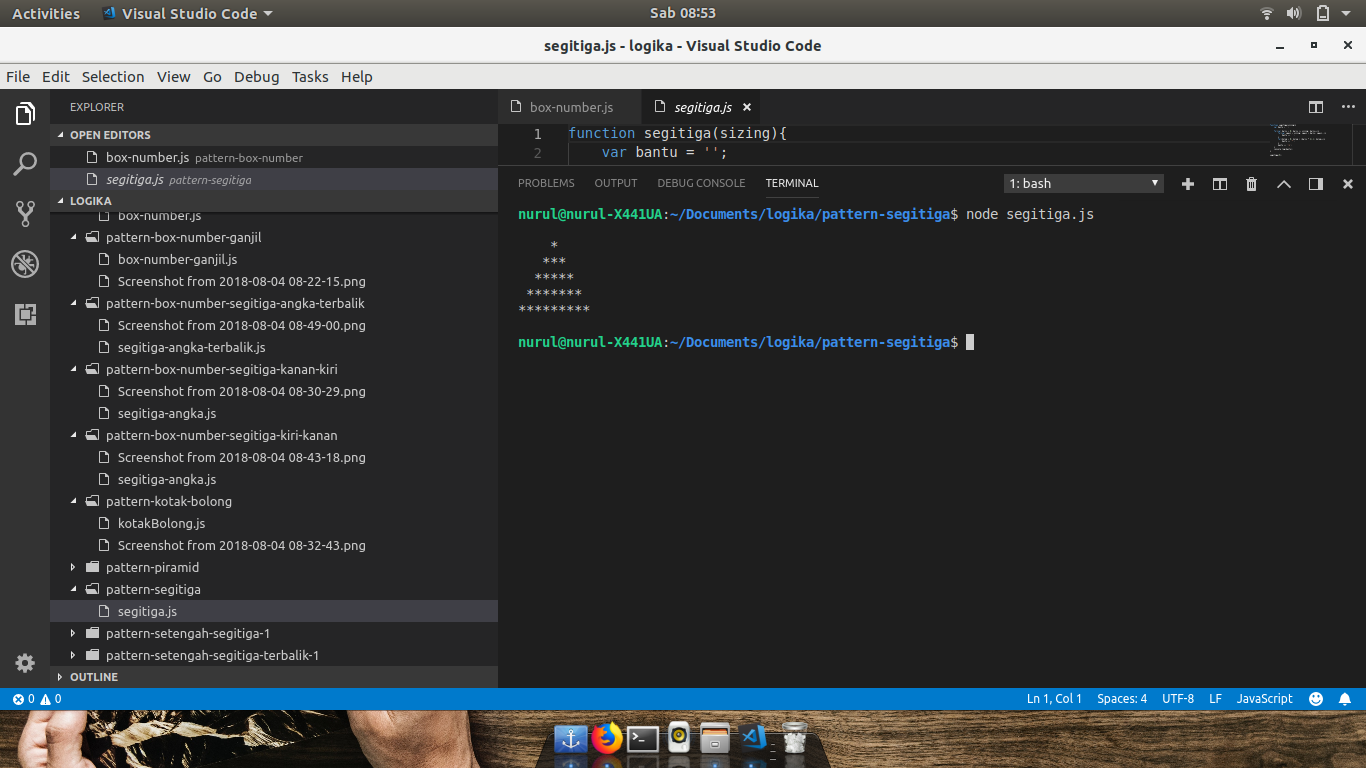 Activities Visual Studio Code Sab 08:53
segitiga.js - logika - Visual Studio Code
File Edit Selection View Go Debug Tasks Help
EXPLORER
OPEN EDITORS
box-number.js pattern-box-number
segitiga.js pattern-segitiga
LOGIKA
box-number.js
pattern-box-number-ganjil
box-number-ganjil.js
Screenshot from 2018-08-04 08-22-15.png
pattern-box-number-segitiga-angka-terbalik
Screenshot from 2018-08-04 08-49-00.png
segitiga-angka-terbalik.js
pattern-box-number-segitiga-kanan-kiri
Screenshot from 2018-08-04 08-30-29.png
segitiga-angka.js
pattern-box-number-segitiga-kiri-kanan
Screenshot from 2018-08-04 08-43-18.png
segitiga-angka.js
pattern-kotak-bolong
kotakBolong.js
Screenshot from 2018-08-04 08-32-43.png
pattern-piramid
pattern-segitiga
segitiga.js
pattern-setengah-segitiga-1
pattern-setengah-segitiga-terbalik-1
OUTLINE
box-number.js segitiga.js
1 function segitiga(sizing){
2 var bantu = '';
PROBLEMS OUTPUT DEBUG CONSOLE TERMINAL 1: bash
nurul@nurul-X441UA:~/Documents/logika/pattern-segitiga$ node segitiga.js
    *
   ***
  *****
 *******
*********
nurul@nurul-X441UA:~/Documents/logika/pattern-segitiga$
0 0 Ln 1, Col 1 Spaces: 4 UTF-8 LF JavaScript